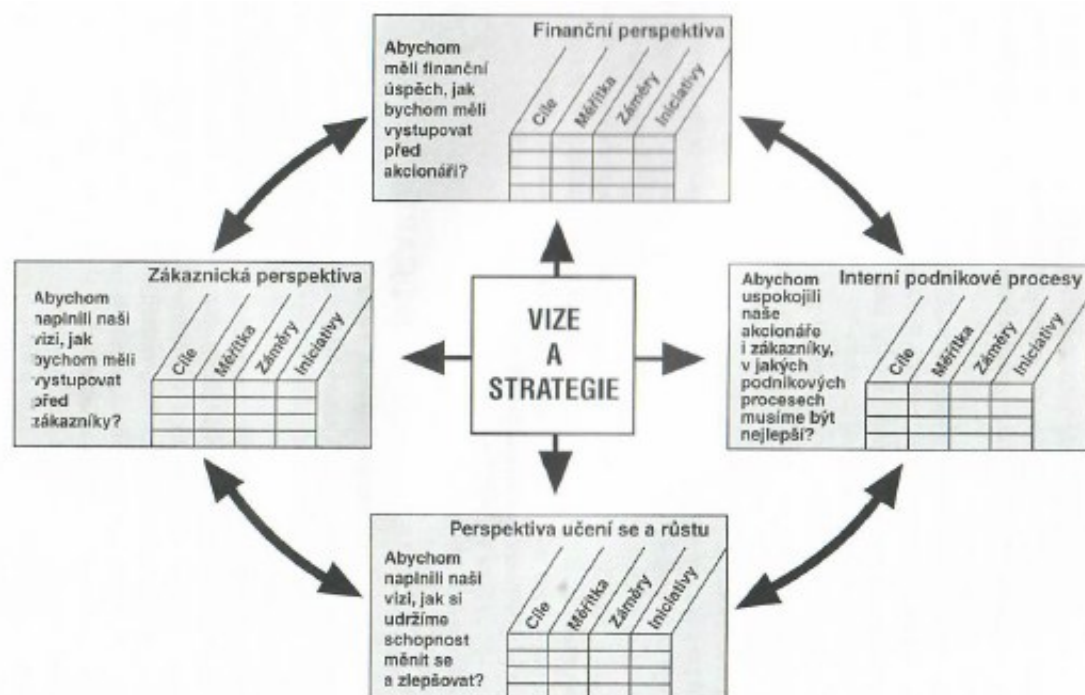 Finanční perspektiva
Abychom
měli finanční
úspěch, jak
bychom měli
vystupovat
před
akcionáři?
Cíle
Měřítka
Záměry
Iniciativy
Zákaznická perspektiva
Abychom
naplnili naši
vizi, jak
bychom měli
vystupovat
před
zákazníky?
Cíle
Měřítka
Záměry
Iniciativy
VIZE
A
STRATEGIE
Interní podnikové procesy
Abychom
uspokojili
naše
akcionáře
i zákazníky,
v jakých
podnikových
procesech
musíme být
nejlepší?
Cíle
Měřítka
Záměry
Iniciativy
Perspektiva učení se a růstu
Abychom
naplnili naši
vizi, jak si
udržíme
schopnost
měnit se
a zlepšovat?
Cíle
Měřítka
Záměry
Iniciativy